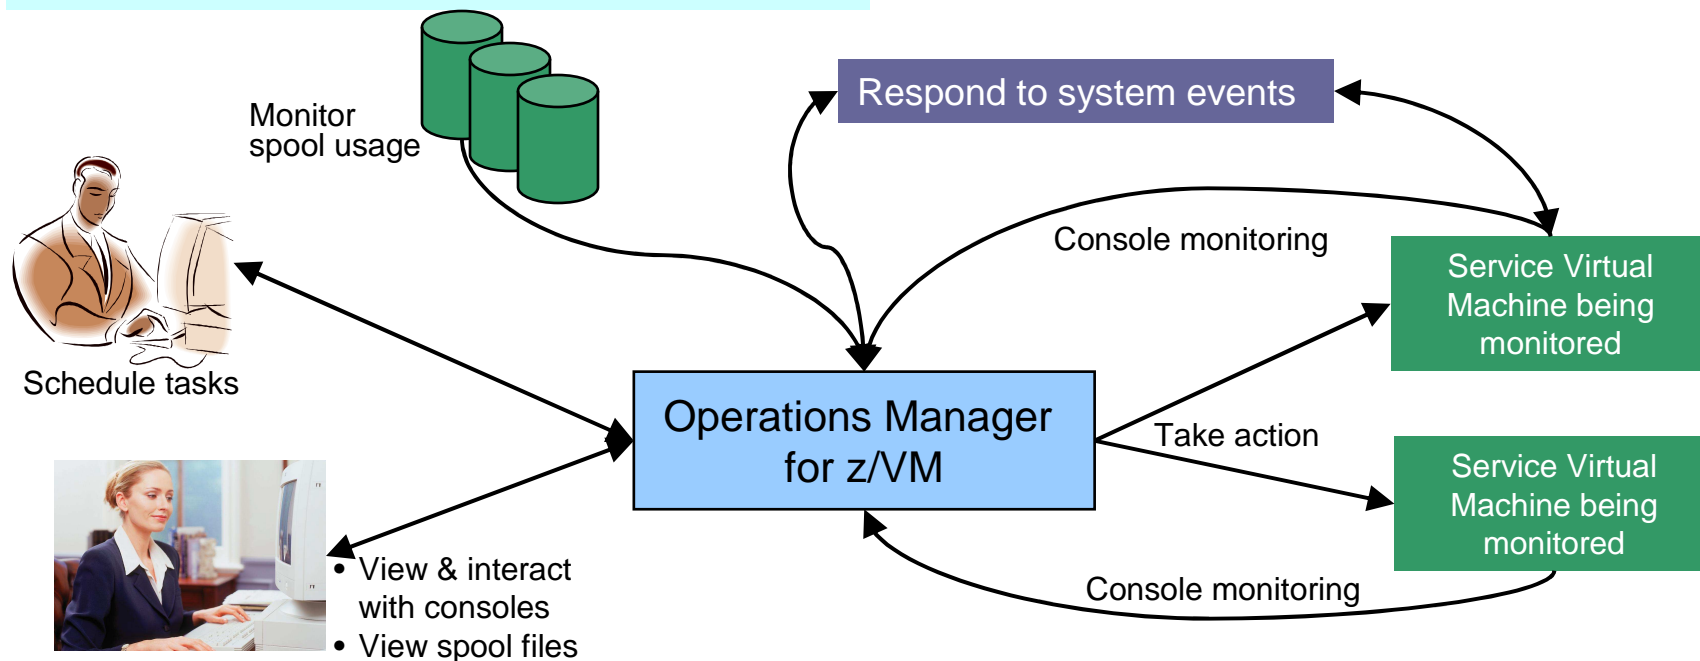 Monitor
spool usage
Respond to system events
Console monitoring
Service Virtual
Machine being
monitored
Schedule tasks
Operations Manager
for z/VM
Take action
Service Virtual
Machine being
monitored
• View & interact
with consoles
• View spool files
Console monitoring